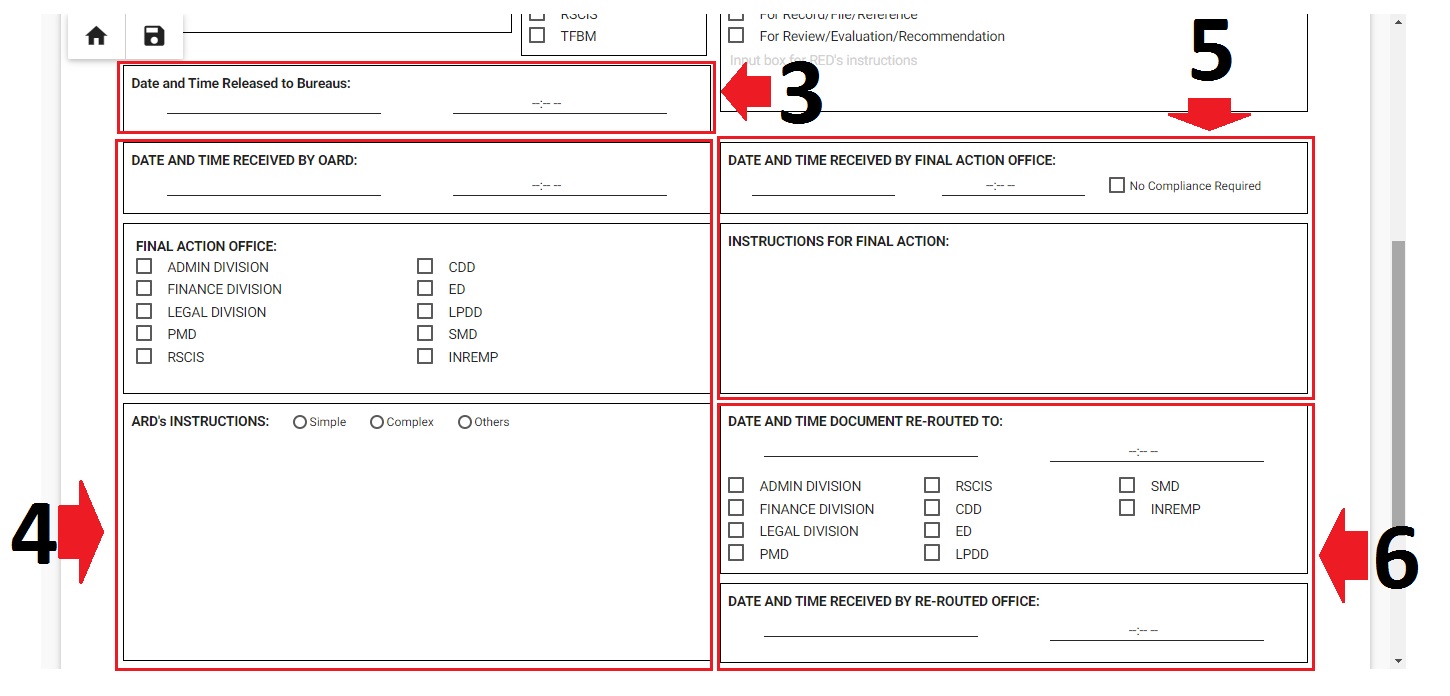 RSCIS
TFBM
For Record/File/Reference
For Review/Evaluation/Recommendation
Input box for RED's instructions
5
Date and Time Released to Bureaus:
--:-- --
3
DATE AND TIME RECEIVED BY OARD:
--:-- --
FINAL ACTION OFFICE:
ADMIN DIVISION
FINANCE DIVISION
LEGAL DIVISION
PMD
RSCIS
CDD
ED
LPDD
SMD
INREMP
ARD's INSTRUCTIONS: Simple Complex Others
4
DATE AND TIME RECEIVED BY FINAL ACTION OFFICE:
--:-- -- No Compliance Required
INSTRUCTIONS FOR FINAL ACTION:
DATE AND TIME DOCUMENT RE-ROUTED TO:
--:-- --
ADMIN DIVISION
FINANCE DIVISION
LEGAL DIVISION
PMD
RSCIS
CDD
ED
LPDD
SMD
INREMP
6
DATE AND TIME RECEIVED BY RE-ROUTED OFFICE:
--:-- --